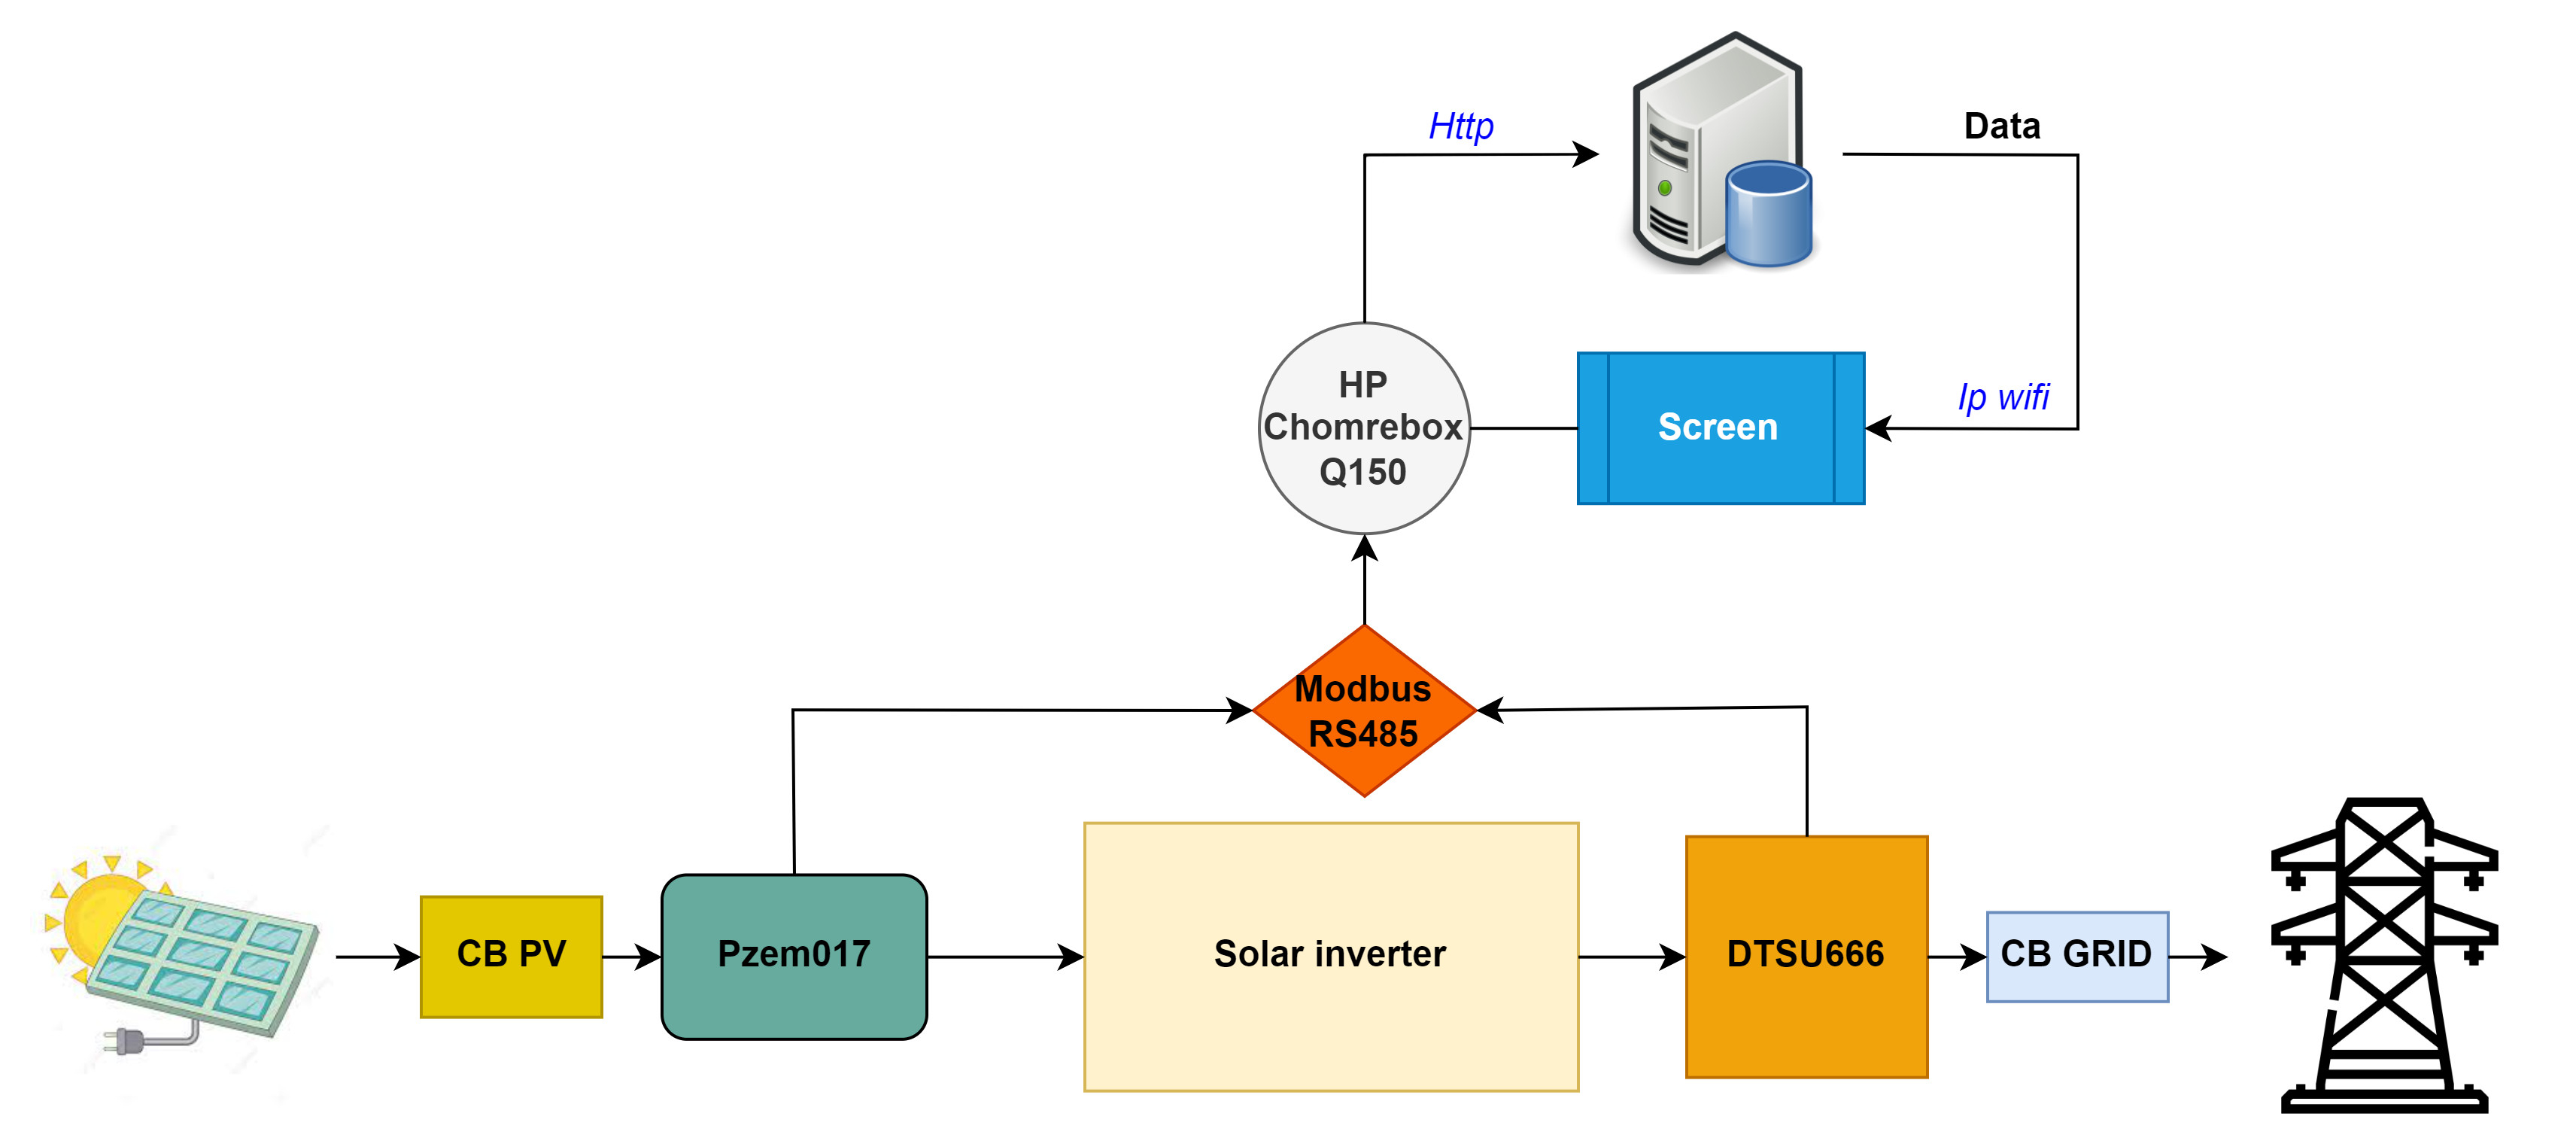 Http
Data
HP
Chomrebox
Q150
Screen
Ip wifi
Modbus
RS485
CB PV
Pzem017
Solar inverter
DTSU666
CB GRID